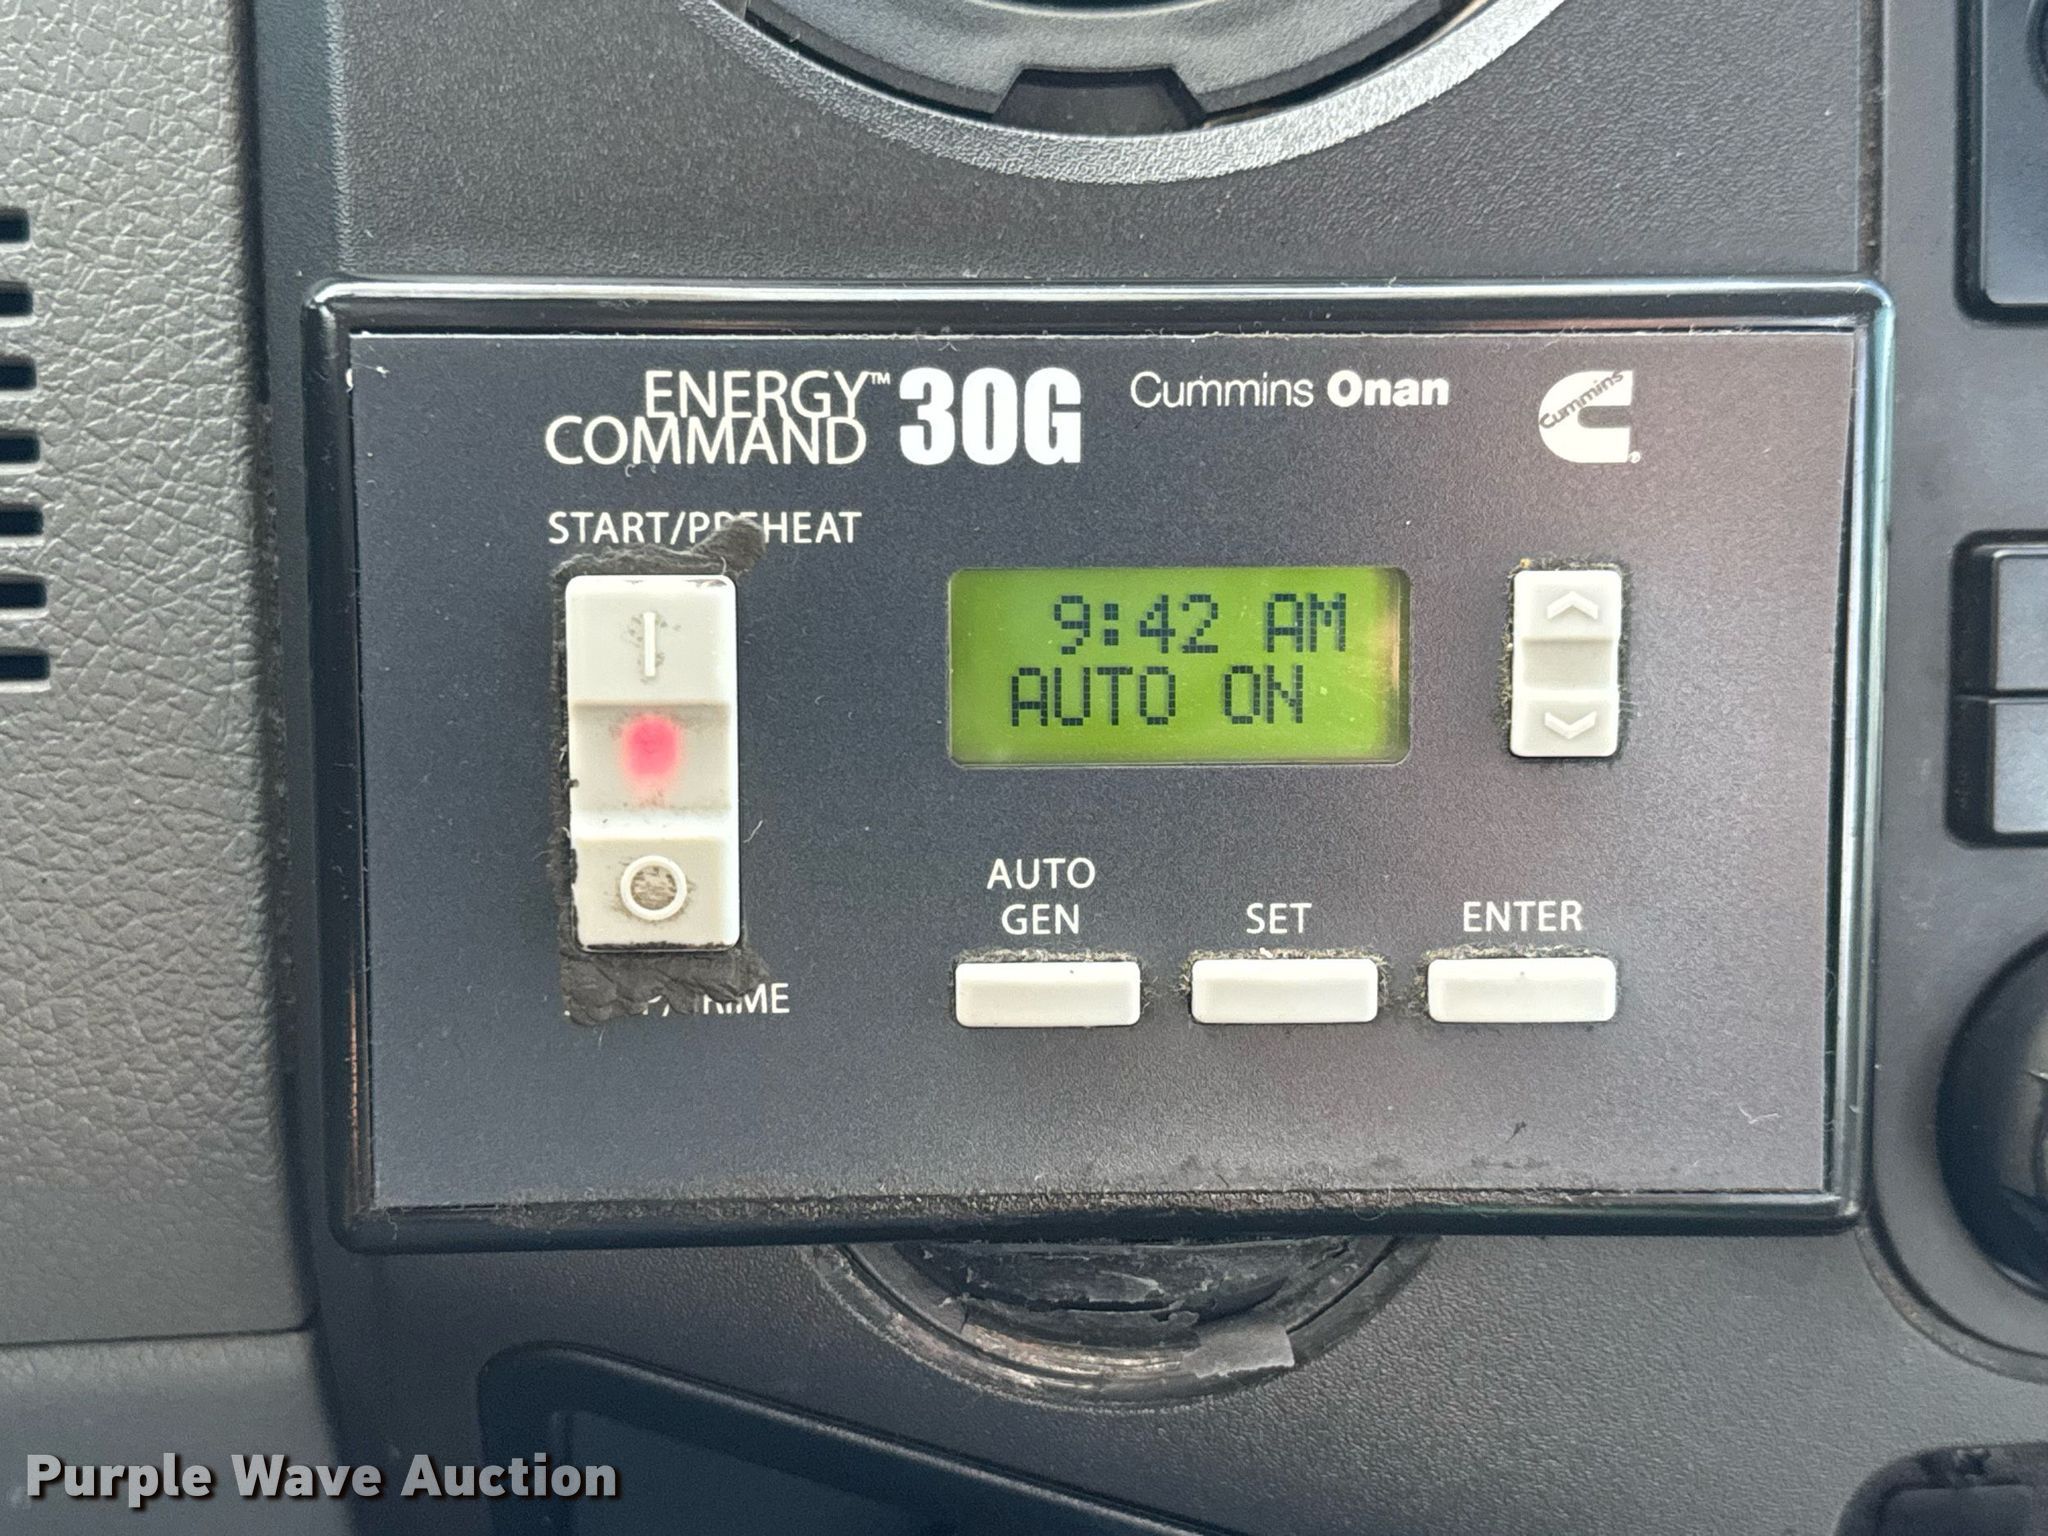 ENERGY™
COMMAND 30G
Cummins Onan
Cummins®
START/PREHEAT
9:42 AM
AUTO ON
AUTO
GEN
SET
ENTER
Purple Wave Auction